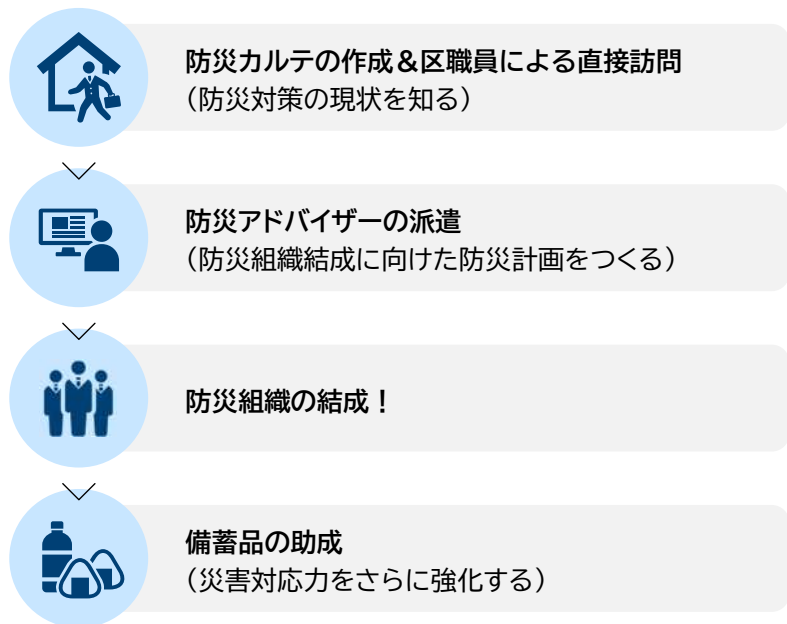 防災カルテの作成＆区職員による直接訪問
（防災対策の現状を知る）
防災アドバイザーの派遣
（防災組織結成に向けた防災計画をつくる）
防災組織の結成！
備蓄品の助成
（災害対応力をさらに強化する）